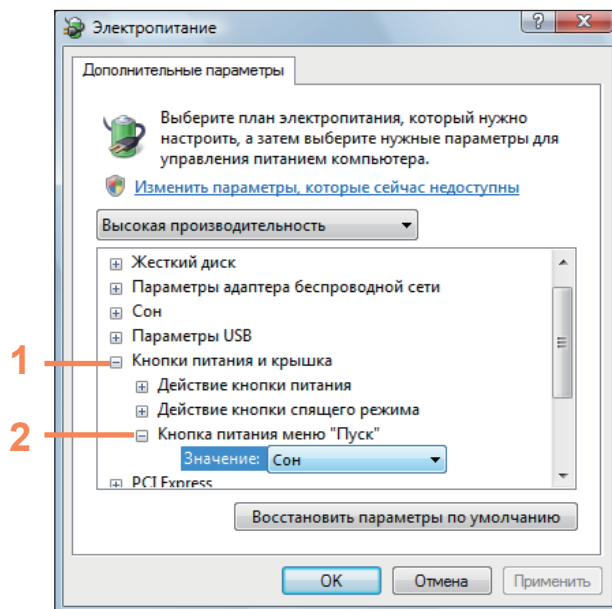 Электропитание
Дополнительные параметры
Выберите план электропитания, который нужно
настроить, а затем выберите нужные параметры для
управления питанием компьютера.
Изменить параметры, которые сейчас недоступны
Высокая производительность
Жесткий диск
Параметры адаптера беспроводной сети
Сон
Параметры USB
1 Кнопки питания и крышка
Действие кнопки питания
Действие кнопки спящего режима
2 Кнопка питания меню "Пуск"
Значение: Сон
PCI Express
Восстановить параметры по умолчанию
OK Отмена Применить